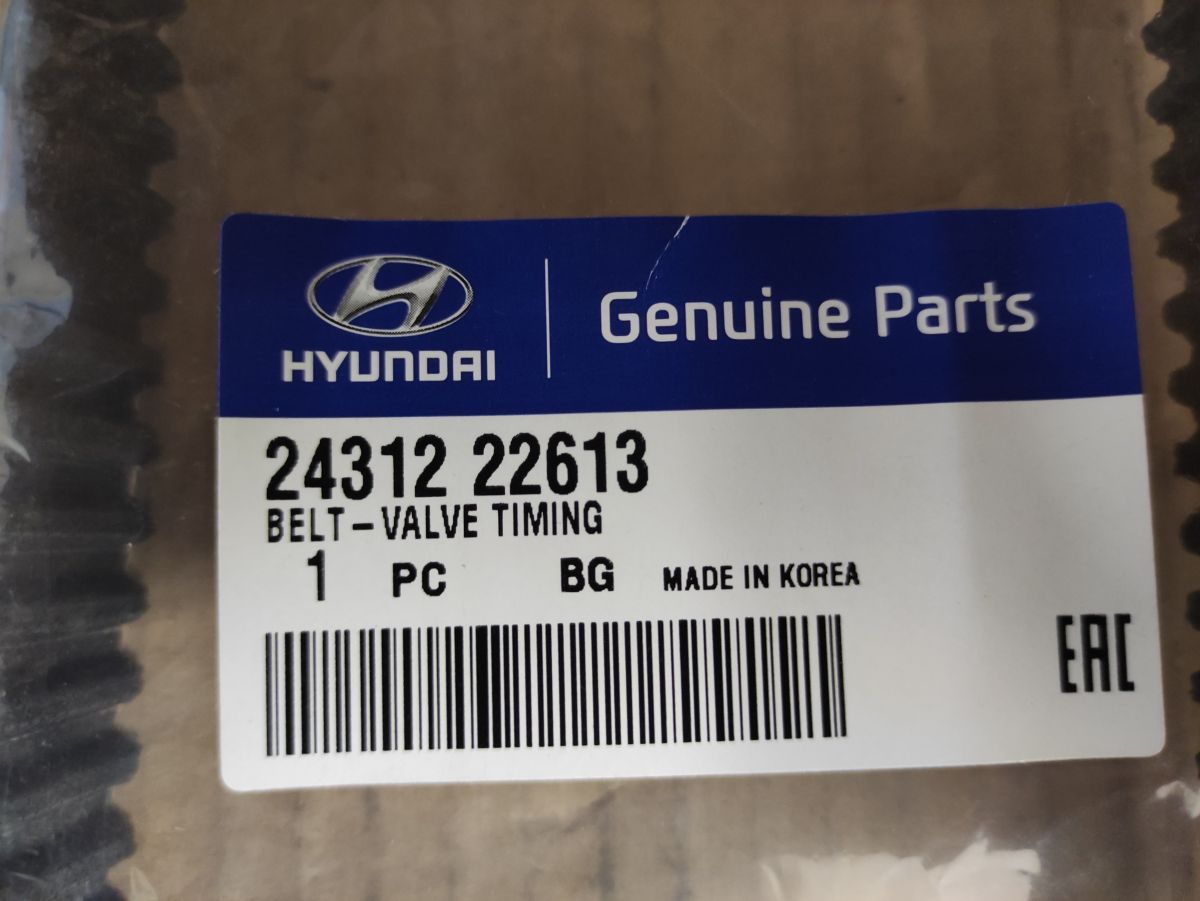 HYUNDAI
Genuine Parts
24312 22613
BELT-VALVE TIMING
1 PC BG MADE IN KOREA
EAC